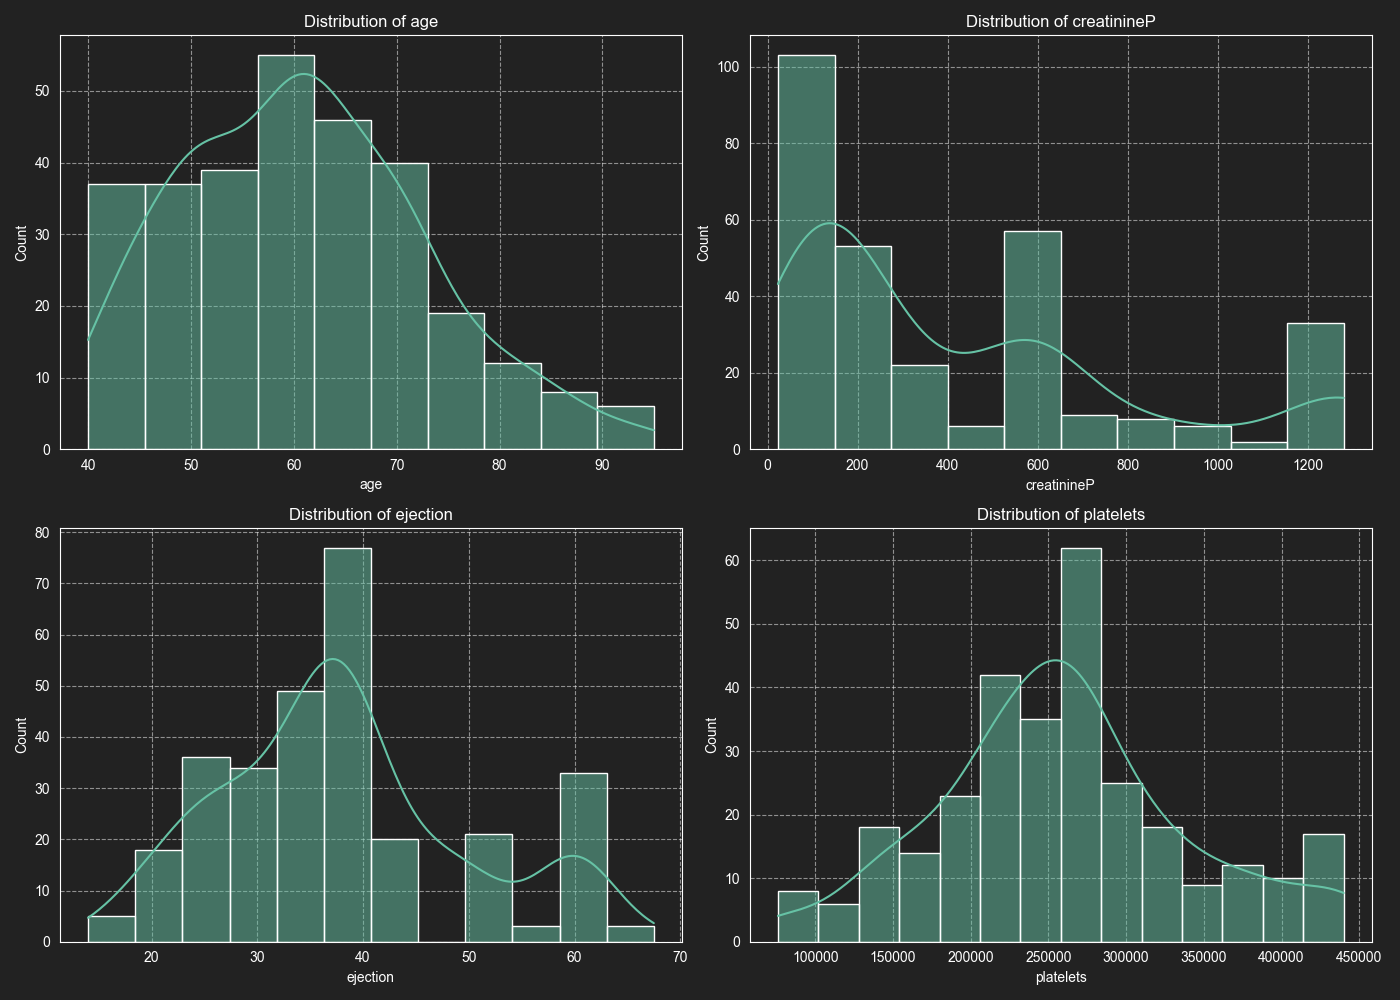 Distribution of age
Count
50
40
30
20
10
0
40 50 60 70 80 90
age
Distribution of creatinineP
Count
100
80
60
40
20
0
0 200 400 600 800 1000 1200
creatinineP
Distribution of ejection
Count
80
70
60
50
40
30
20
10
0
20 30 40 50 60 70
ejection
Distribution of platelets
Count
60
50
40
30
20
10
0
100000 150000 200000 250000 300000 350000 400000 450000
platelets